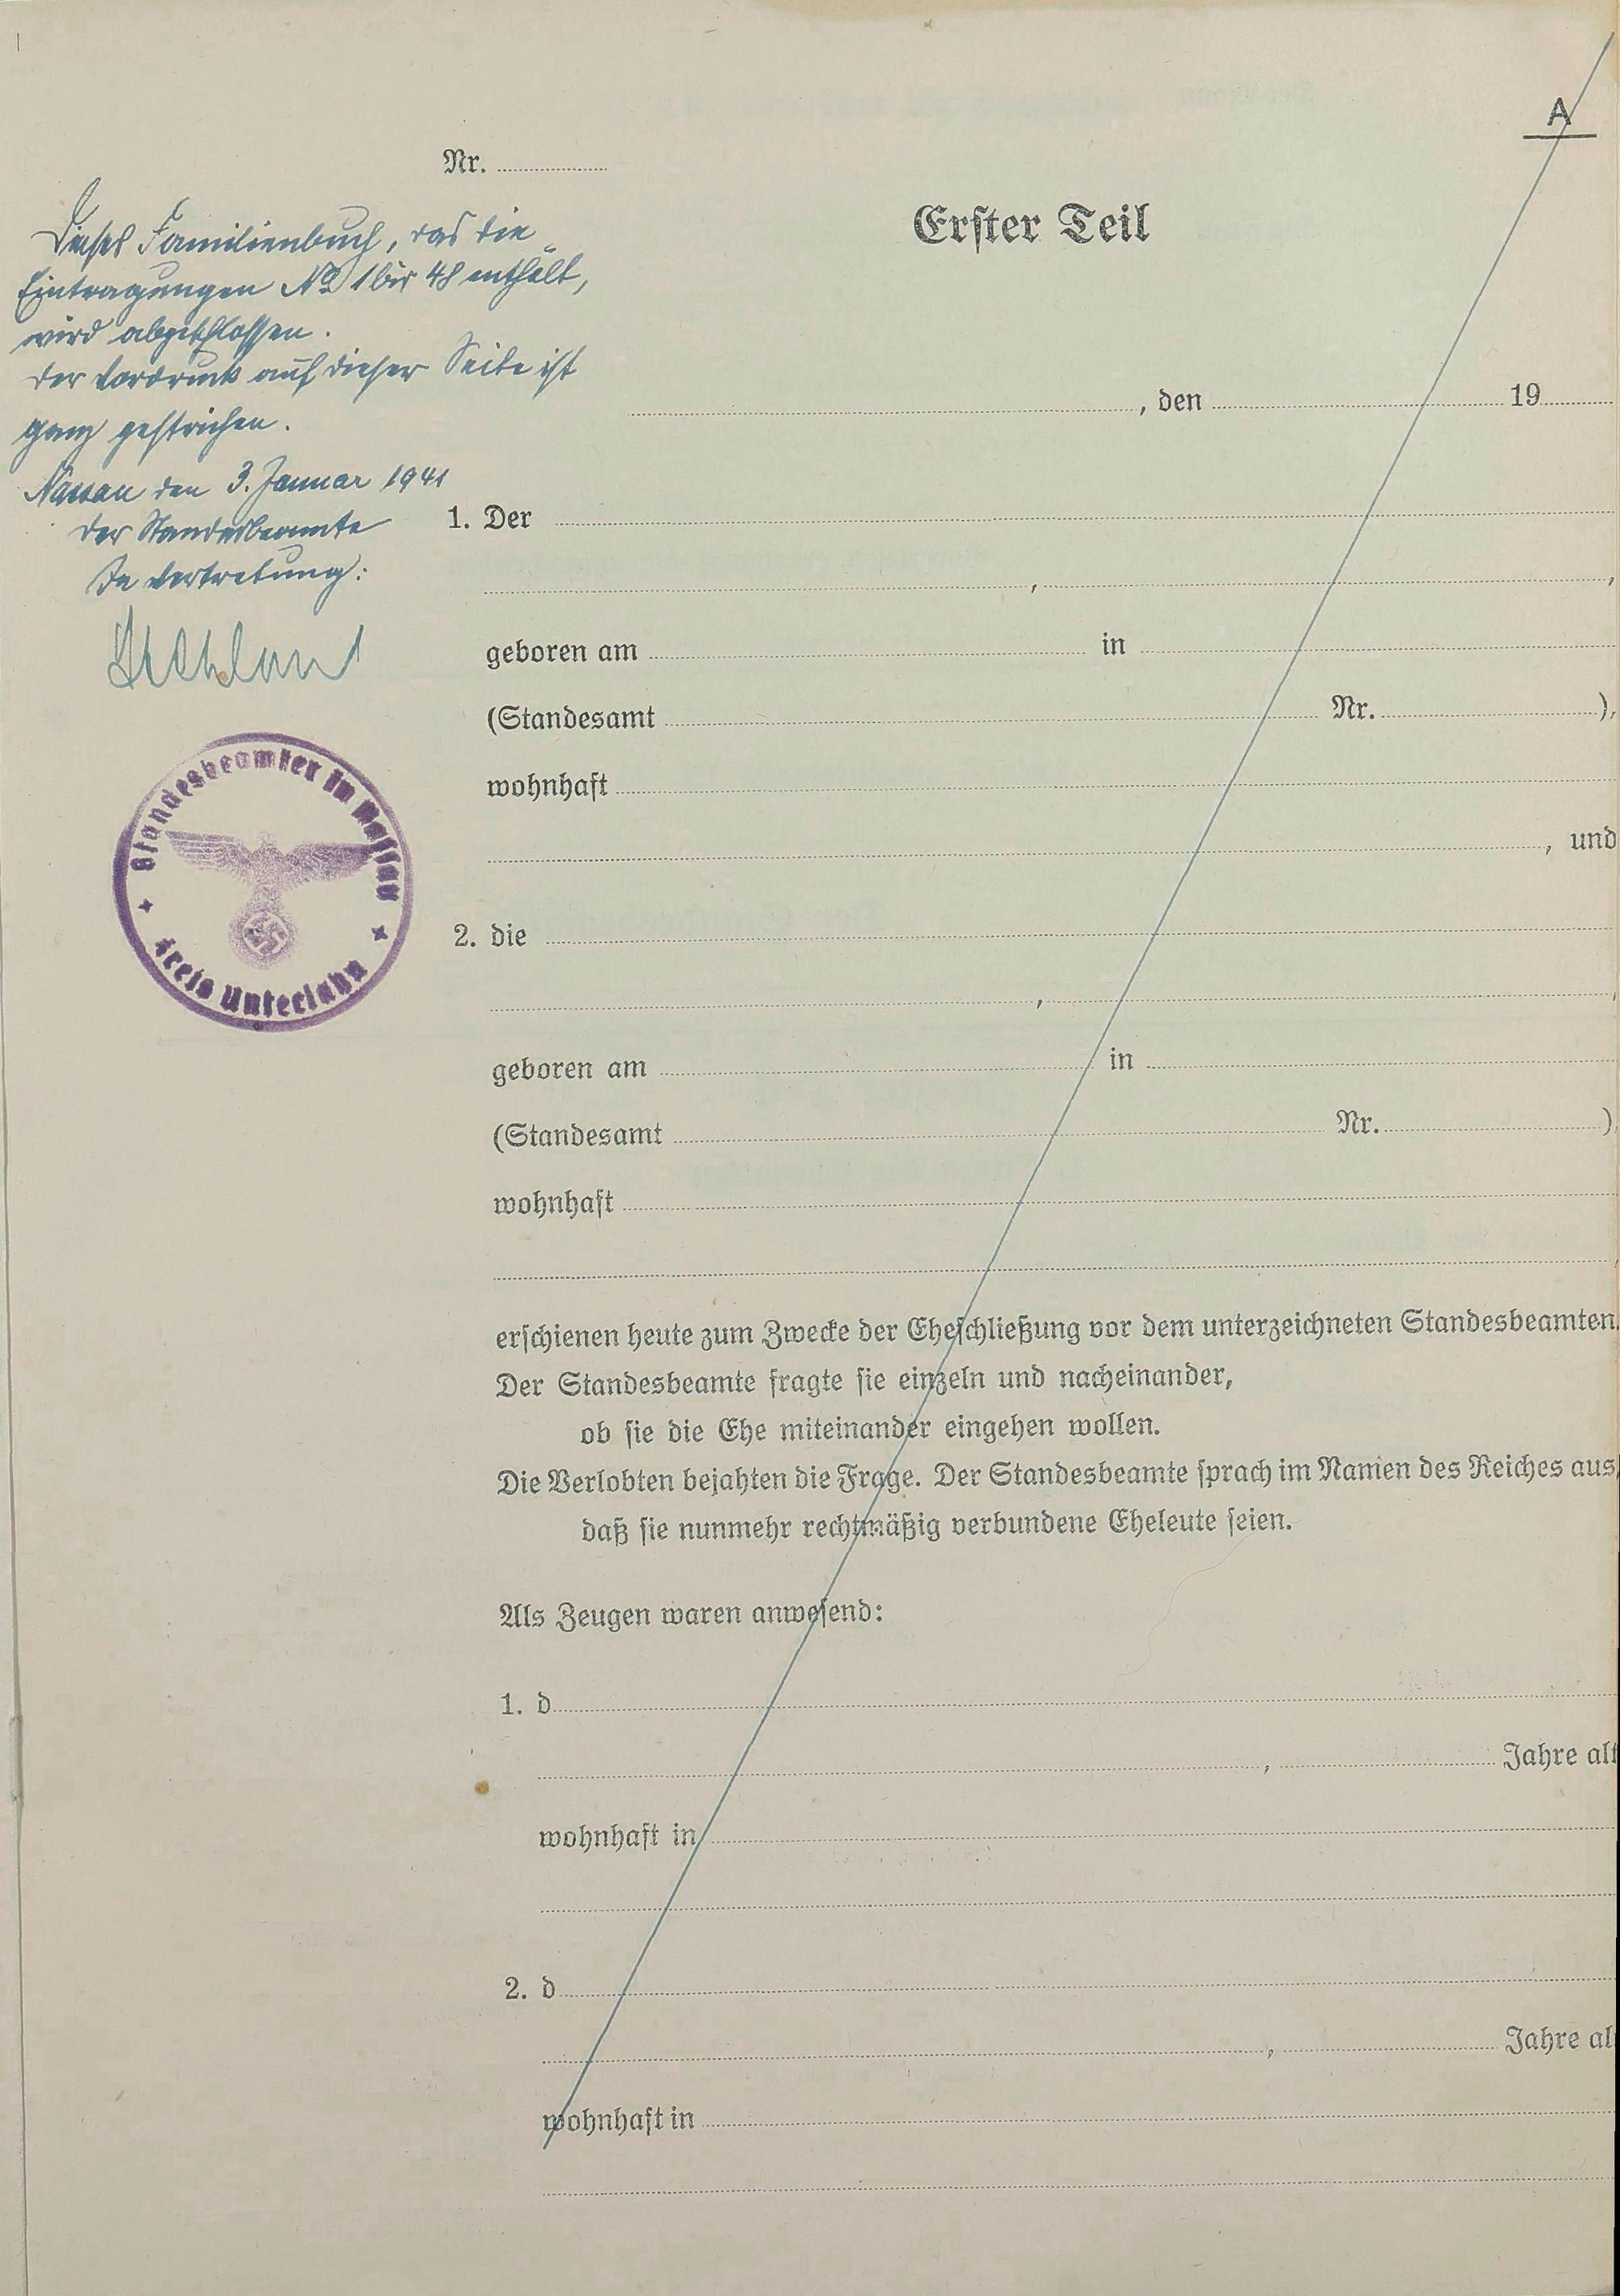 A
Nr.
Dieses Familienbuch, das die
Eintragungen No 1 bis 48 enthält,
wird abgeschlossen.
Der Vordruck auf dieser Seite ist
ganz gestrichen.
Nassau den 3. Januar 1941
Der Standesbeamte
In Vertretung:
Standesbeamter in Nassau
Kreis Unterlahn
Erster Teil
, den 19
1. Der
, ,
geboren am in
(Standesamt Nr. ),
wohnhaft
, und
2. die
, ,
geboren am in
(Standesamt Nr. )
wohnhaft
erschienen heute zum Zwecke der Eheschließung vor dem unterzeichneten Standesbeamten.
Der Standesbeamte fragte sie einzeln und nacheinander,
ob sie die Ehe miteinander eingehen wollen.
Die Verlobten bejahten die Frage. Der Standesbeamte sprach im Namen des Reiches aus,
daß sie nunmehr rechtmäßig verbundene Eheleute seien.
Als Zeugen waren anwesend:
1. d
, Jahre alt
wohnhaft in
2. d
, Jahre al
wohnhaft in